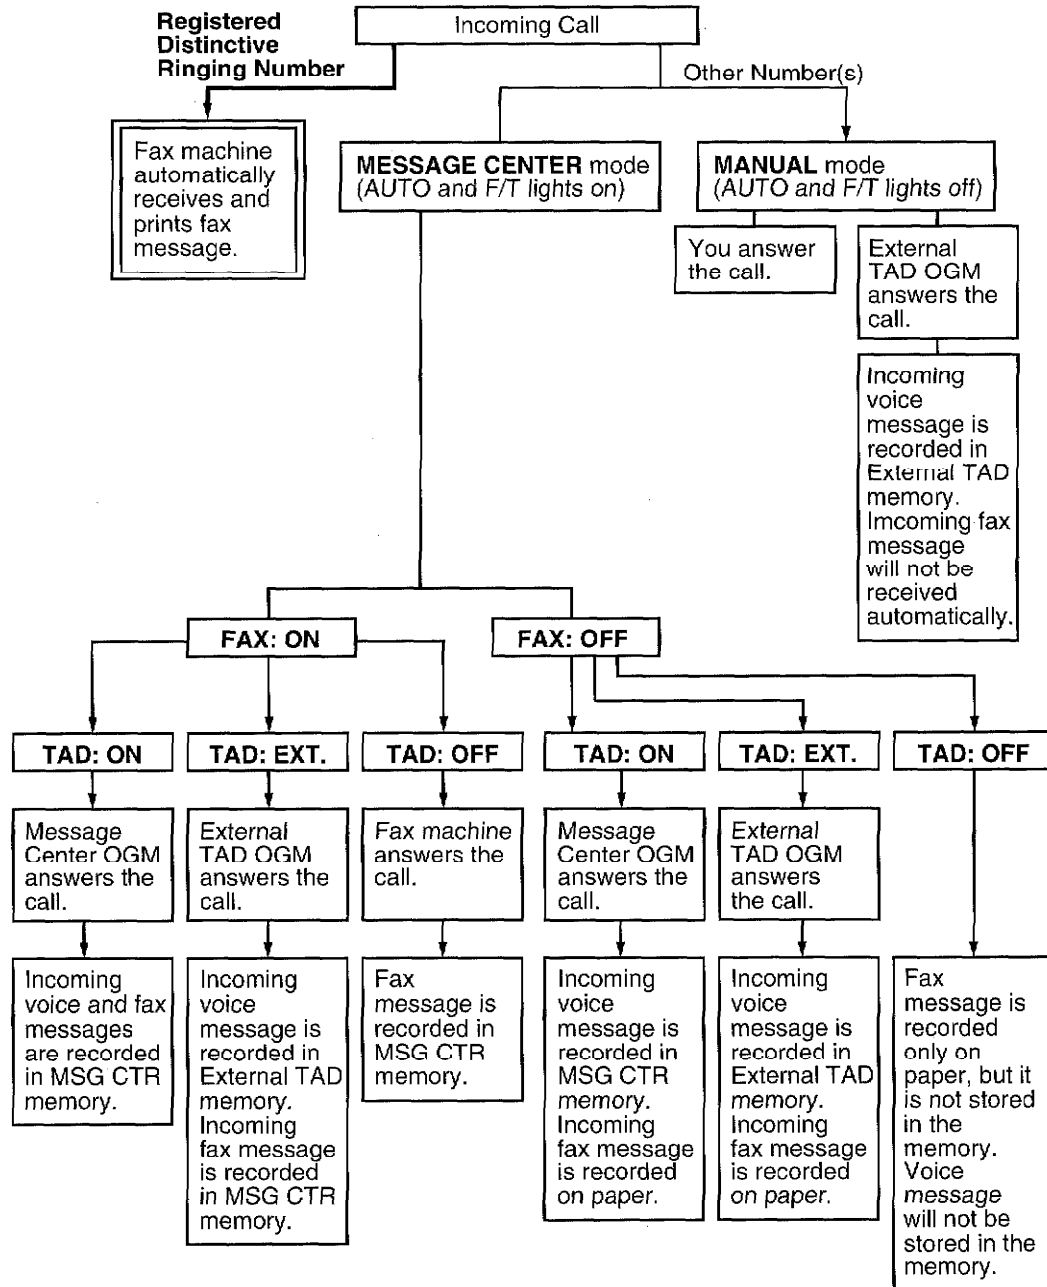 Registered
Distinctive
Ringing Number
Incoming Call
Other Number(s)
Fax machine
automatically
receives and
prints fax
message.
MESSAGE CENTER mode
(AUTO and F/T lights on)
MANUAL mode
(AUTO and F/T lights off)
You answer
the call.
External
TAD OGM
answers the
call.
Incoming
voice
message is
recorded in
External TAD
memory.
Imcoming fax
message
will not be
received
automatically.
FAX: ON
FAX: OFF
TAD: ON
TAD: EXT.
TAD: OFF
TAD: ON
TAD: EXT.
TAD: OFF
Message
Center OGM
answers the
call.
External
TAD OGM
answers the
call.
Fax machine
answers the
call.
Message
Center OGM
answers the
call.
External
TAD OGM
answers
the call.
Incoming
voice and fax
messages
are recorded
in MSG CTR
memory.
Incoming
voice
message is
recorded in
External TAD
memory.
Incoming
fax message
is recorded
in MSG CTR
memory.
Fax
message is
recorded in
MSG CTR
memory.
Incoming
voice
message is
recorded in
MSG CTR
memory.
Incoming
fax message
is recorded
on paper.
Incoming
voice
message is
recorded in
External TAD
memory.
Incoming
fax message
is recorded
on paper.
Fax
message is
recorded
only on
paper, but it
is not stored
in the
memory.
Voice
message
will not be
stored in the
memory.